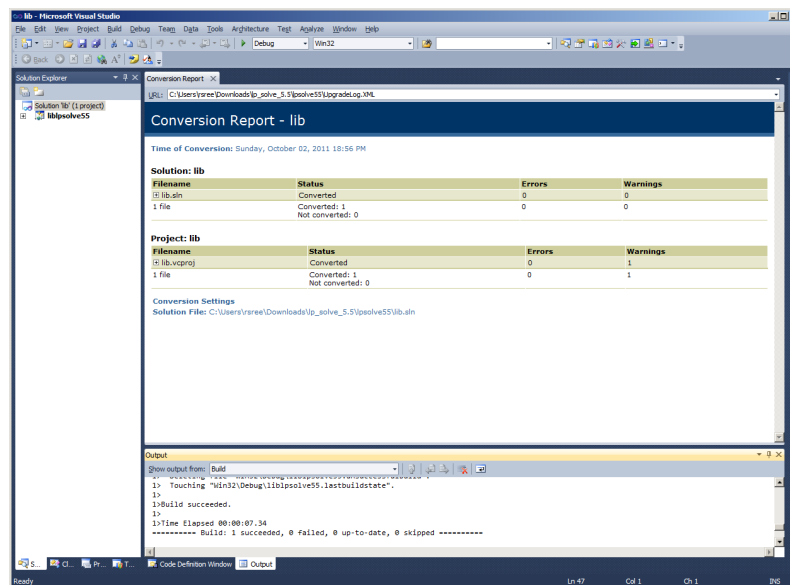 lib - Microsoft Visual Studio
File Edit View Project Build Debug Team Data Tools Architecture Test Analyze Window Help
Debug Win32
Back
Solution Explorer
Solution 'lib' (1 project)
liblpsolve55
Conversion Report
URL: C:\Users\rsree\Downloads\lp_solve_5.5\lpsolve55\UpgradeLog.XML
Conversion Report - lib
Time of Conversion: Sunday, October 02, 2011 18:56 PM
Solution: lib
Filename Status Errors Warnings
lib.sln Converted 0 0
1 file Converted: 1 0 0
Not converted: 0
Project: lib
Filename Status Errors Warnings
lib.vcproj Converted 0 1
1 file Converted: 1 0 1
Not converted: 0
Conversion Settings
Solution File: C:\Users\rsree\Downloads\lp_solve_5.5\lpsolve55\lib.sln
Output
Show output from: Build
1> Touching "Win32\Debug\liblpsolve55.lastbuildstate".
1>
1>Build succeeded.
1>
1>Time Elapsed 00:00:07.34
========== Build: 1 succeeded, 0 failed, 0 up-to-date, 0 skipped ==========
S... Cl... Pr... T... Code Definition Window Output
Ready Ln 47 Col 1 Ch 1 INS